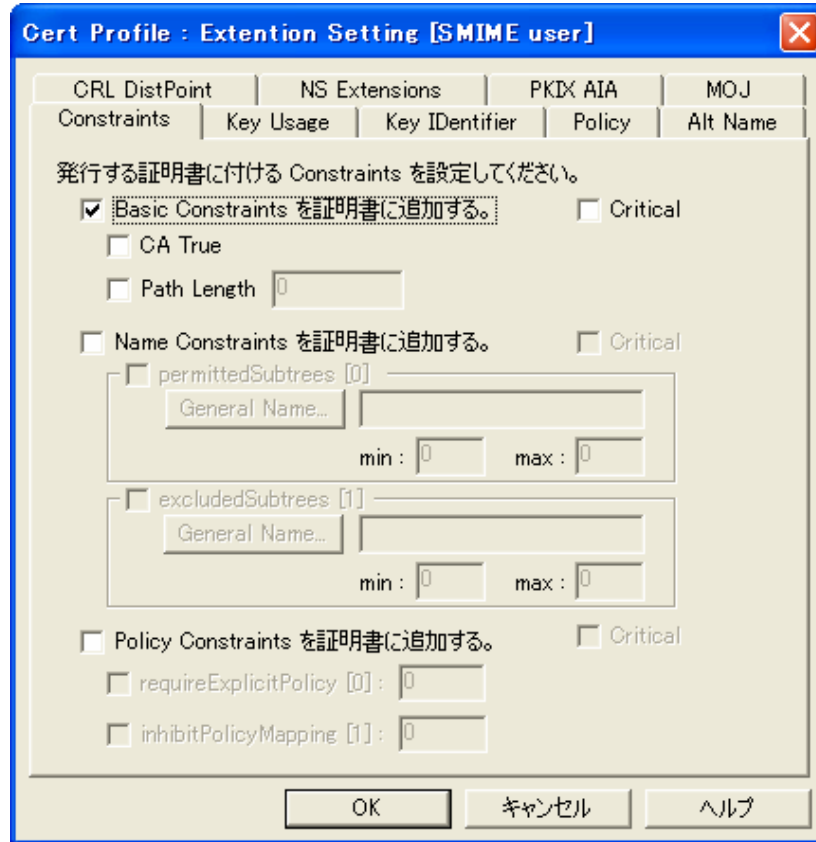 Cert Profile : Extention Setting [SMIME user]
CRL DistPoint NS Extensions PKIX AIA MOJ
Constraints Key Usage Key IDentifier Policy Alt Name
発行する証明書に付ける Constraints を設定してください。
Basic Constraints を証明書に追加する。 Critical
CA True
Path Length 0
Name Constraints を証明書に追加する。 Critical
permittedSubtrees [0]
General Name...
min : 0 max : 0
excludedSubtrees [1]
General Name...
min : 0 max : 0
Policy Constraints を証明書に追加する。 Critical
requireExplicitPolicy [0] : 0
inhibitPolicyMapping [1] : 0
OK キャンセル ヘルプ